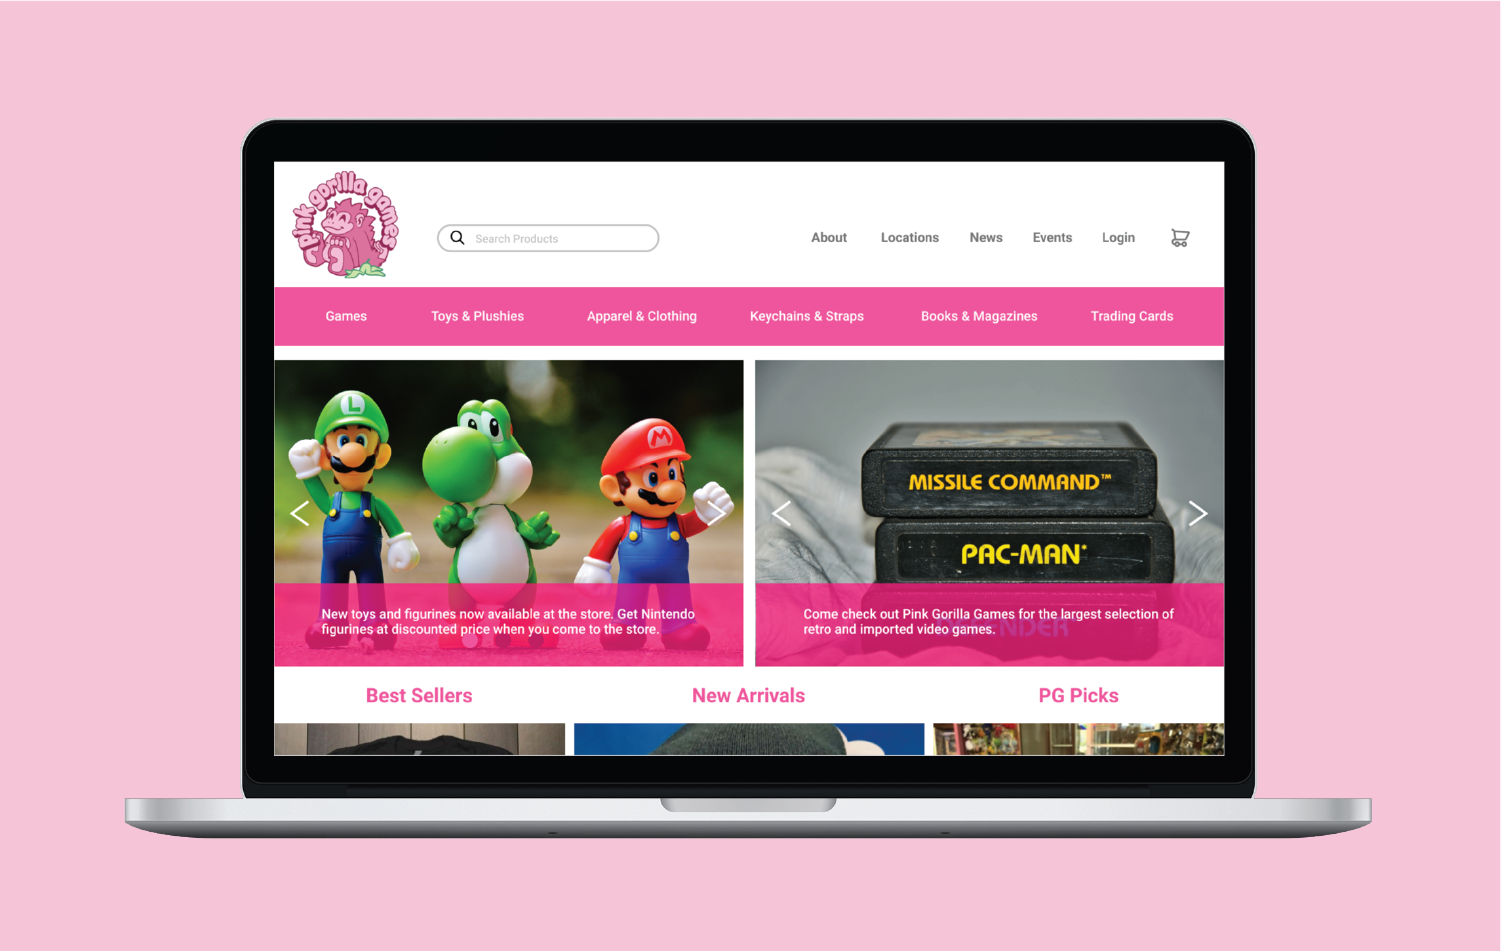 pink gorilla games
Search Products
About
Locations
News
Events
Login
Games
Toys & Plushies
Apparel & Clothing
Keychains & Straps
Books & Magazines
Trading Cards
L
M
MISSILE COMMAND™
PAC-MAN
New toys and figurines now available at the store. Get Nintendo
figurines at discounted price when you come to the store.
Come check out Pink Gorilla Games for the largest selection of
retro and imported video games.
DEFENDER
Best Sellers
New Arrivals
PG Picks